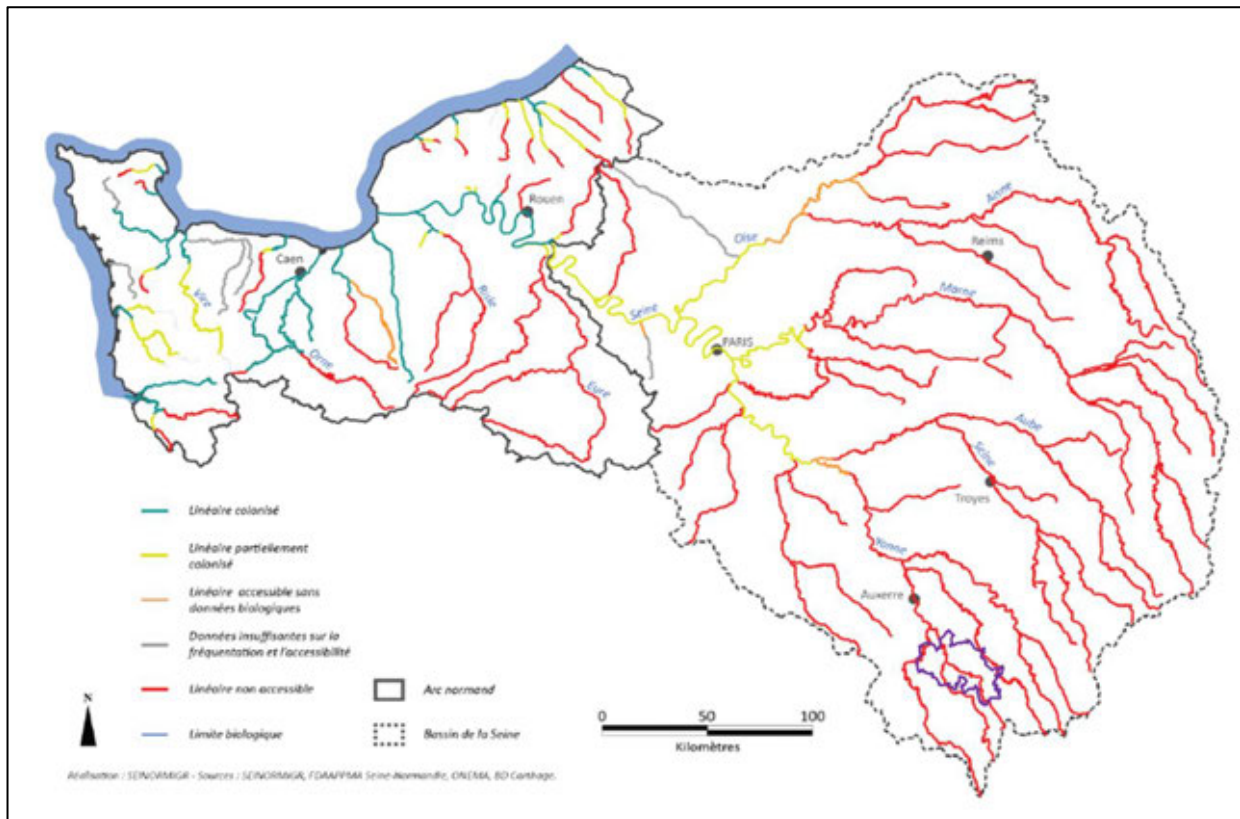 Rouen
Caen
Vire
Orne
Risle
Eure
Seine
Oise
PARIS
Aisne
Reims
Marne
Aube
Seine
Troyes
Yonne
Auxerre
Linéaire colonisé
Linéaire partiellement
colonisé
Linéaire accessible sans
données biologiques
Données insuffisantes sur la
fréquentation et l'accessibilité
Linéaire non accessible
Limite biologique
N
Arc normand
Bassin de la Seine
0 50 100
Kilomètres
Réalisation : SEINORMIGR - Sources : SEINORMIGR, FDAAPPMA Seine-Normandie, ONEMA, BD Carthage.